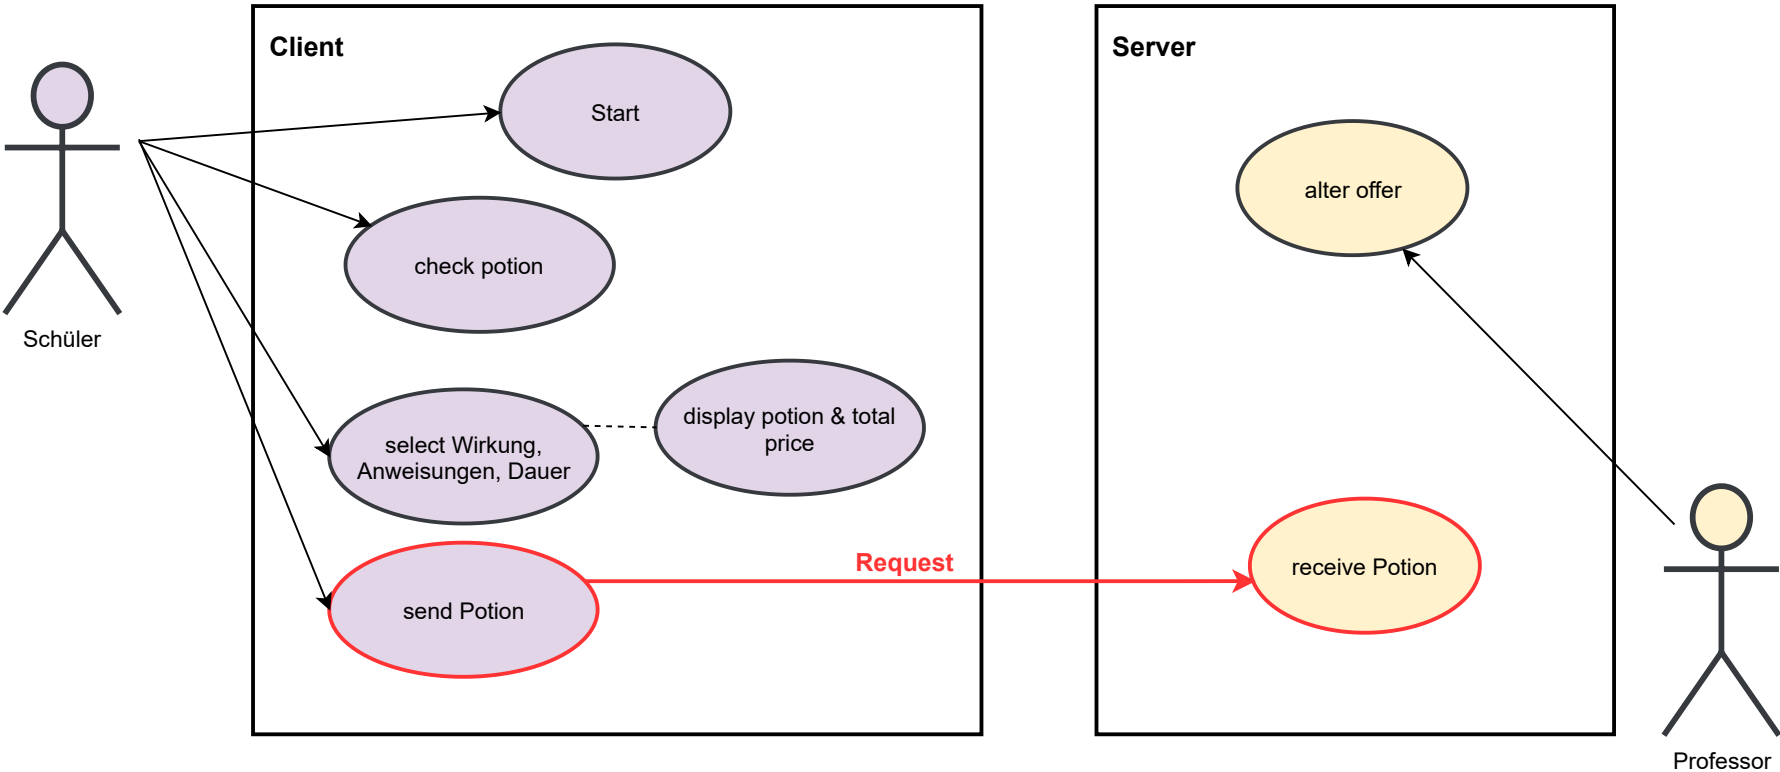 Client
Server
Start
alter offer
check potion
Schüler
display potion & total
price
select Wirkung,
Anweisungen, Dauer
Request
receive Potion
send Potion
Professor